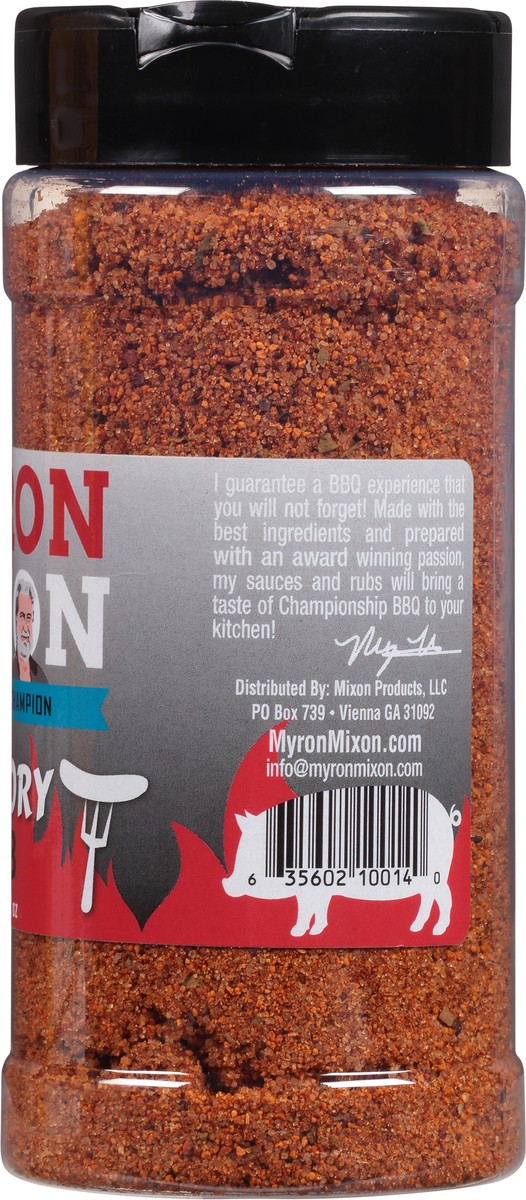 ON
I guarantee a BBQ experience that
you will not forget! Made with the
best ingredients and prepared
with an award winning passion,
my sauces and rubs will bring a
taste of Championship BBQ to your
kitchen!
ON
Distributed By: Mixon Products, LLC
PO Box 739 • Vienna GA 31092
MyronMixon.com
info@myronmixon.com
DRY
OZ
6 35602 10014 0